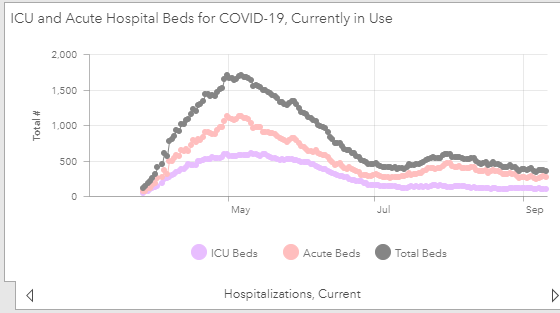 ICU and Acute Hospital Beds for COVID-19, Currently in Use
2,000
1,500
1,000
500
0
Total #
May
Jul
Sep
ICU Beds
Acute Beds
Total Beds
Hospitalizations, Current